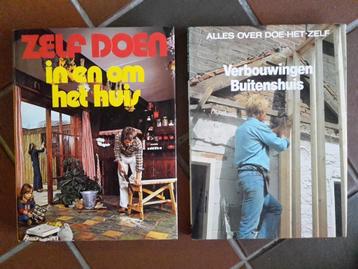 ZELF DOEN
in en om
het huis
ALLES OVER DOE-HET-ZELF
Verbouwingen
Buitenshuis